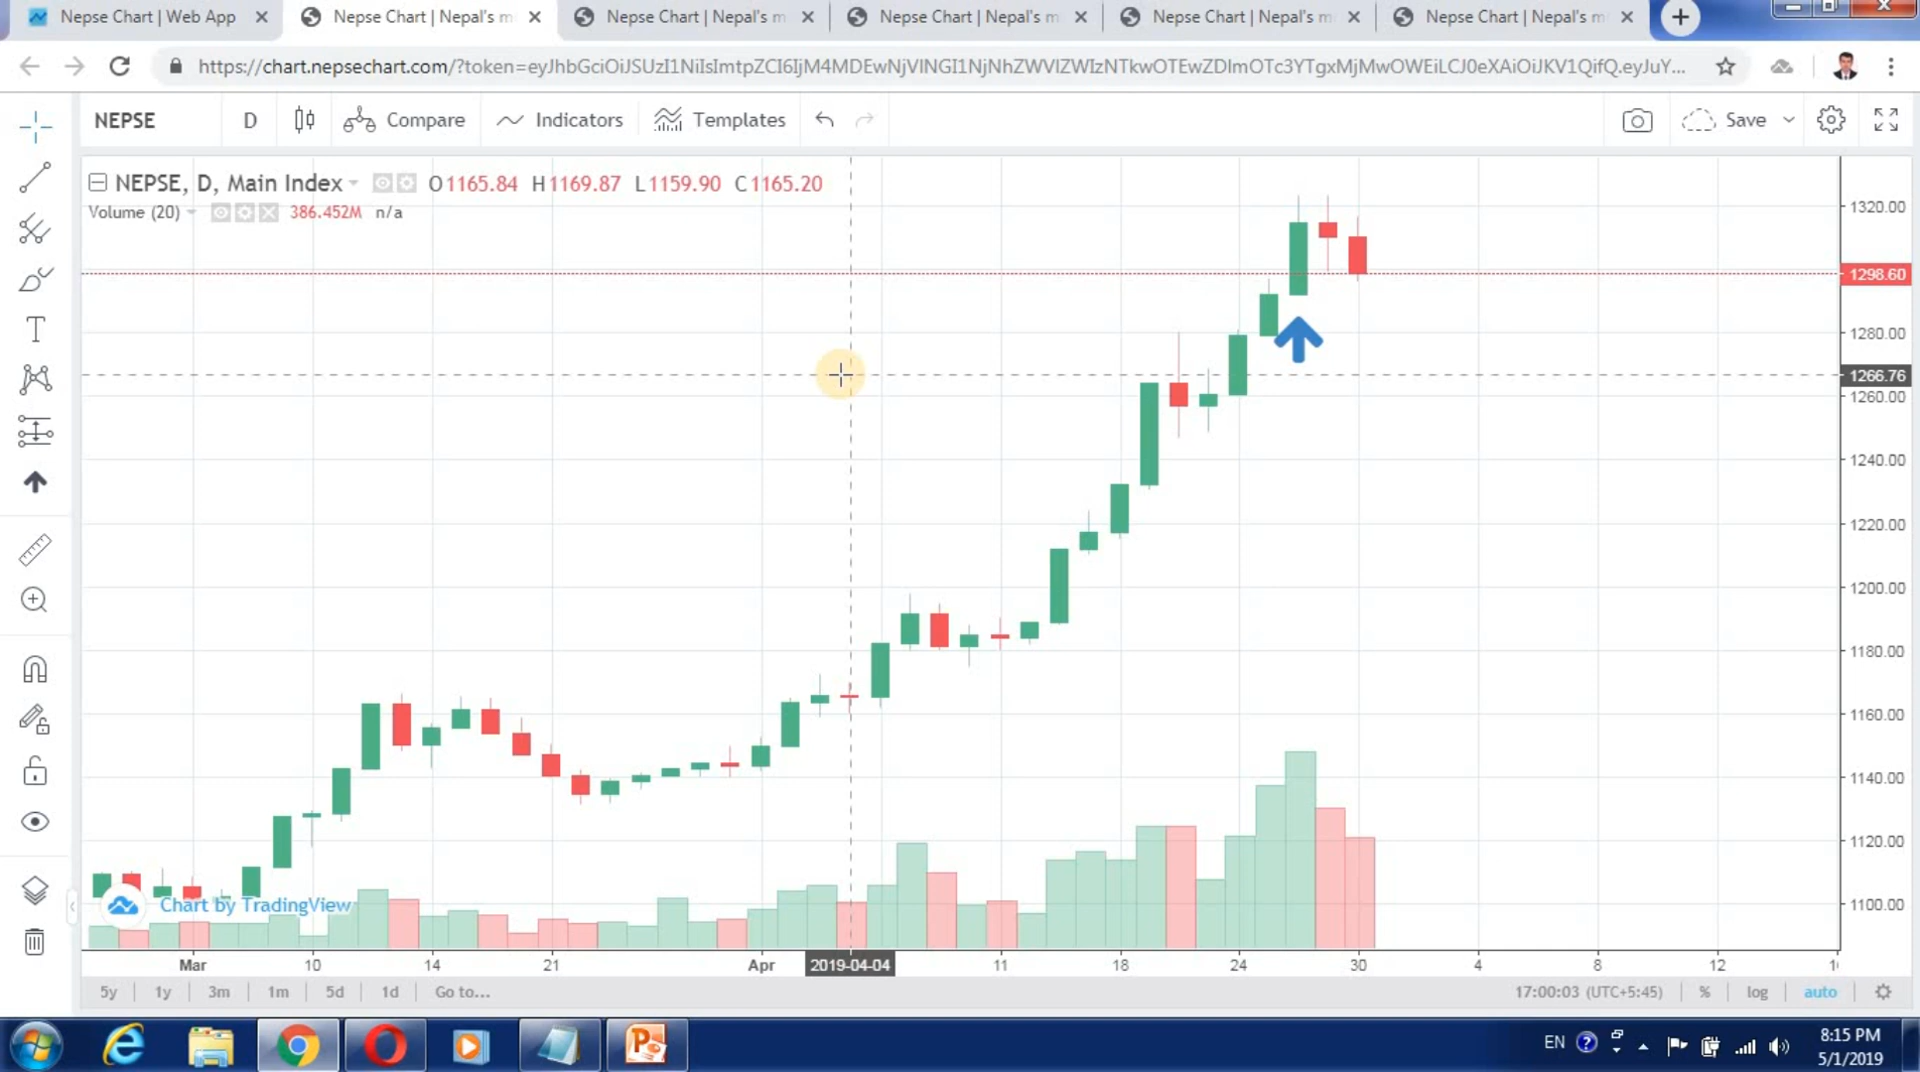 Nepse Chart | Web App
Nepse Chart | Nepal's m
Nepse Chart | Nepal's m
Nepse Chart | Nepal's m
Nepse Chart | Nepal's m
Nepse Chart | Nepal's m
NEPSE D Compare Indicators Templates Save
NEPSE, D, Main Index O1165.84 H1169.87 L1159.90 C1165.20
Volume (20) 386.452M n/a
1320.00
1298.60
1280.00
1266.76
1260.00
1240.00
1220.00
1200.00
1180.00
1160.00
1140.00
1120.00
1100.00
Chart by TradingView
Mar 10 14 21 Apr 2019-04-04 11 18 24 30 4 8 12
5y 1y 3m 1m 5d 1d Go to... 17:00:03 (UTC+5:45) % log auto
EN 8:15 PM
5/1/2019